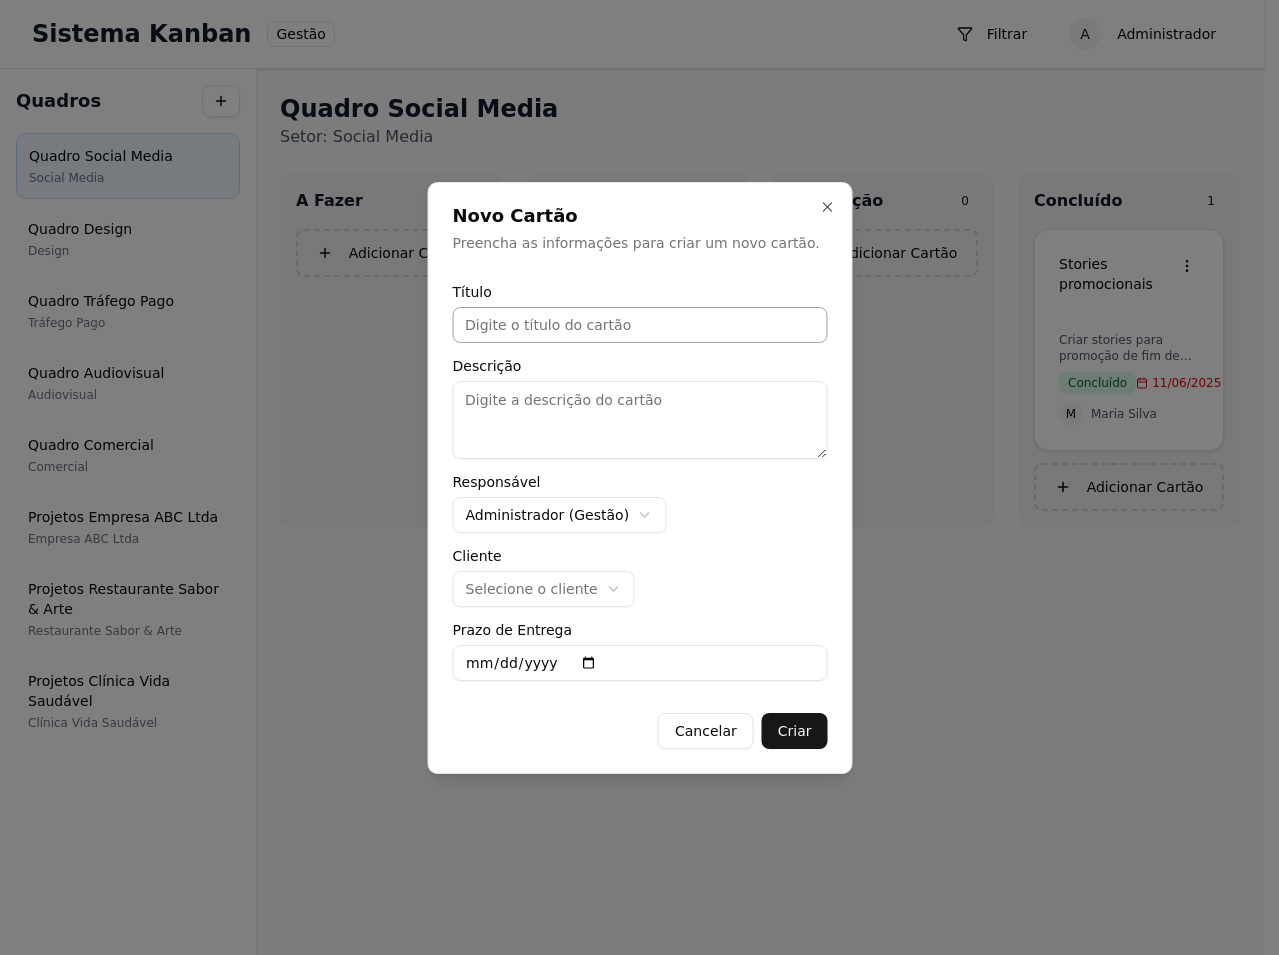 Sistema Kanban
Gestão
Filtrar
A
Administrador
Quadros
Quadro Social Media
Social Media
Quadro Design
Design
Quadro Tráfego Pago
Tráfego Pago
Quadro Audiovisual
Audiovisual
Quadro Comercial
Comercial
Projetos Empresa ABC Ltda
Empresa ABC Ltda
Projetos Restaurante Sabor
& Arte
Restaurante Sabor & Arte
Projetos Clínica Vida
Saudável
Clínica Vida Saudável
Quadro Social Media
Setor: Social Media
A Fazer
Adicionar C
ção
0
dicionar Cartão
Concluído
1
Stories
promocionais
Criar stories para
promoção de fim de...
Concluído
11/06/2025
M
Maria Silva
Adicionar Cartão
Novo Cartão
Preencha as informações para criar um novo cartão.
Título
Digite o título do cartão
Descrição
Digite a descrição do cartão
Responsável
Administrador (Gestão)
Cliente
Selecione o cliente
Prazo de Entrega
mm/dd/yyyy
Cancelar
Criar